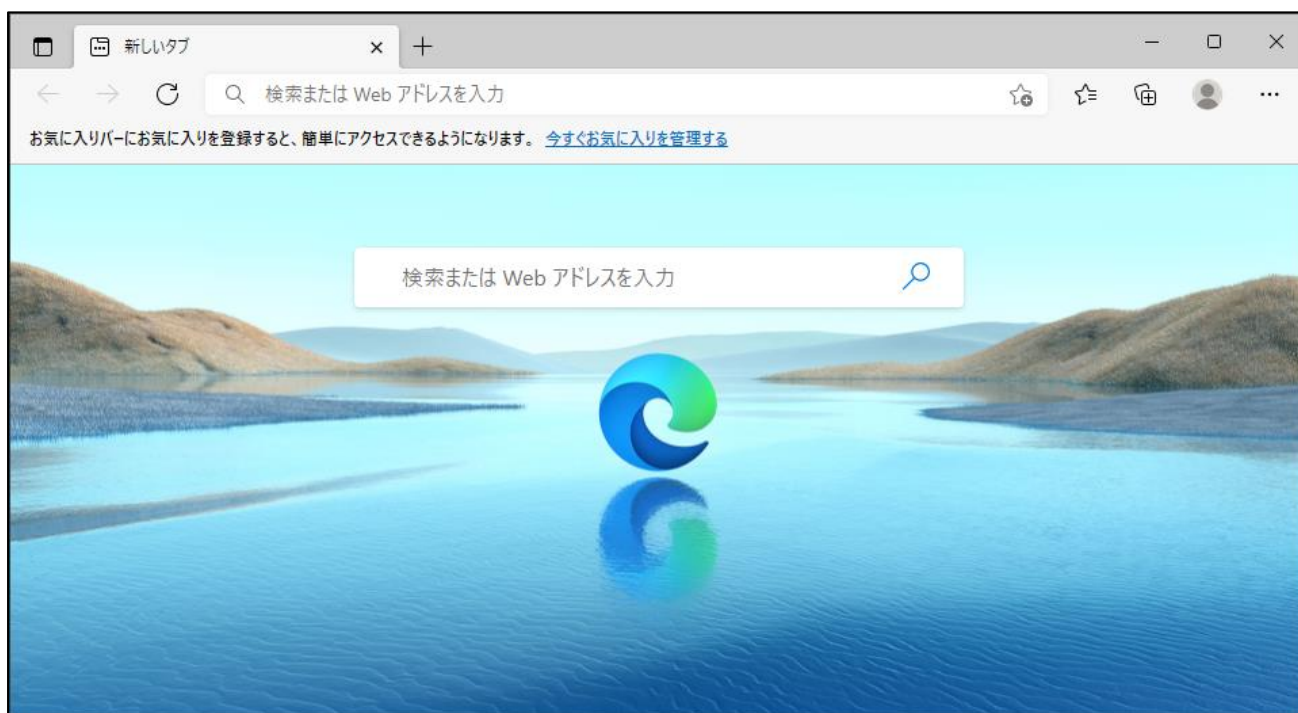 新しいタブ
検索または Web アドレスを入力
お気に入りバーにお気に入りを登録すると、簡単にアクセスできるようになります。 今すぐお気に入りを管理する
検索または Web アドレスを入力